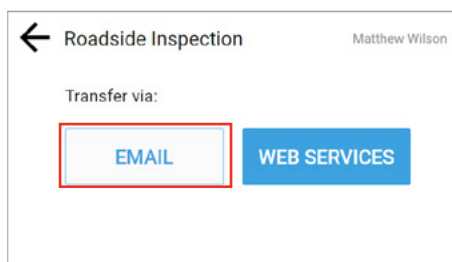 Roadside Inspection Matthew Wilson
Transfer via:
EMAIL WEB SERVICES